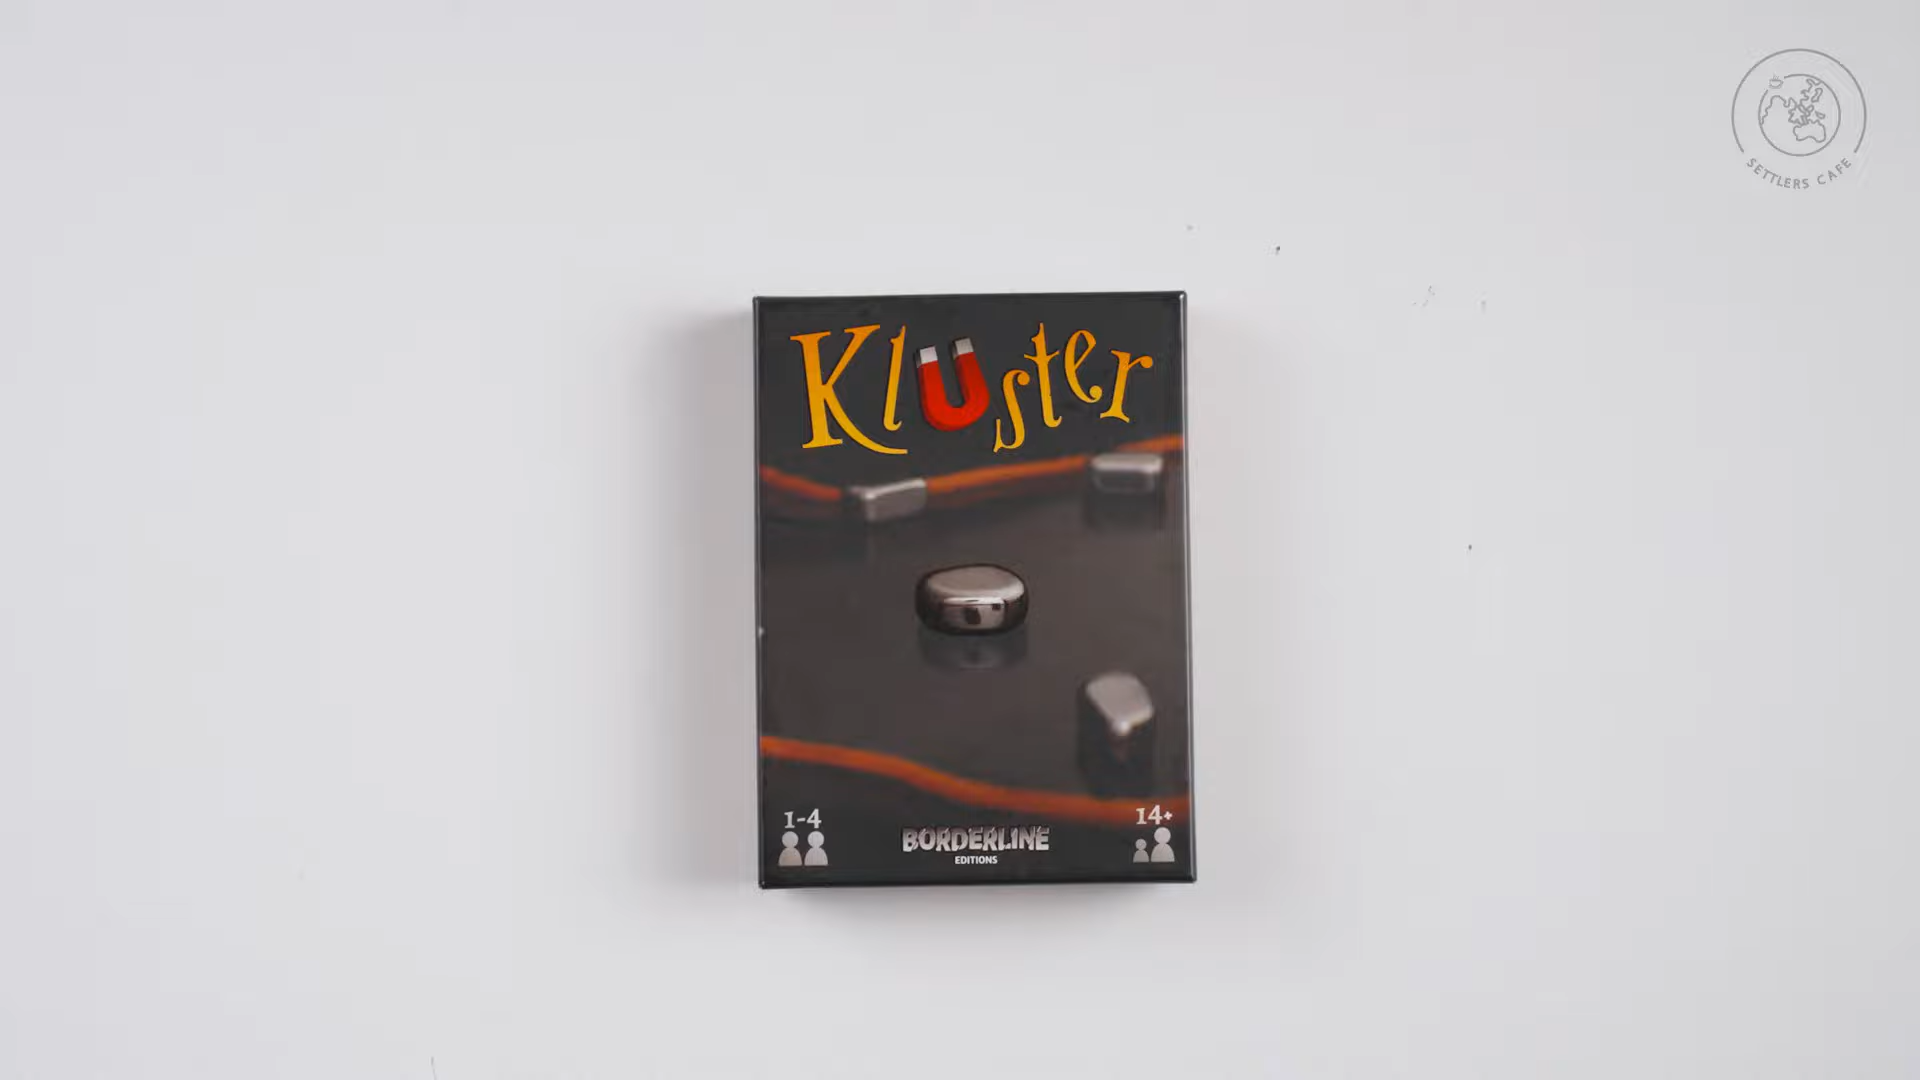 SETTLERS CAFE
Kluster
1-4
14+
BORDERLINE
EDITIONS